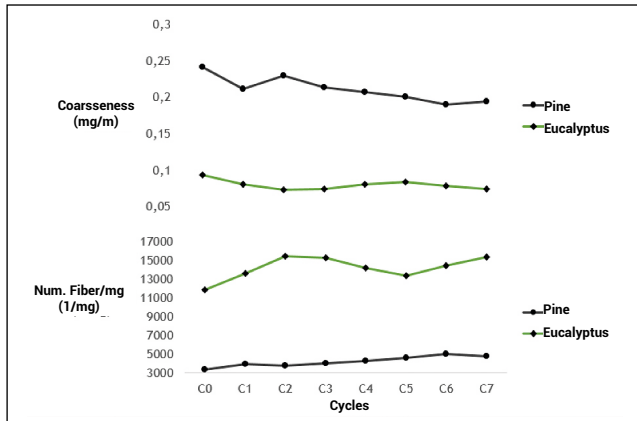 0,3
0,25
0,2
0,15
0,1
0,05
Coarsseness
(mg/m)
Pine
Eucalyptus
17000
15000
13000
11000
9000
7000
5000
3000
Num. Fiber/mg
(1/mg)
Pine
Eucalyptus
C0 C1 C2 C3 C4 C5 C6 C7
Cycles